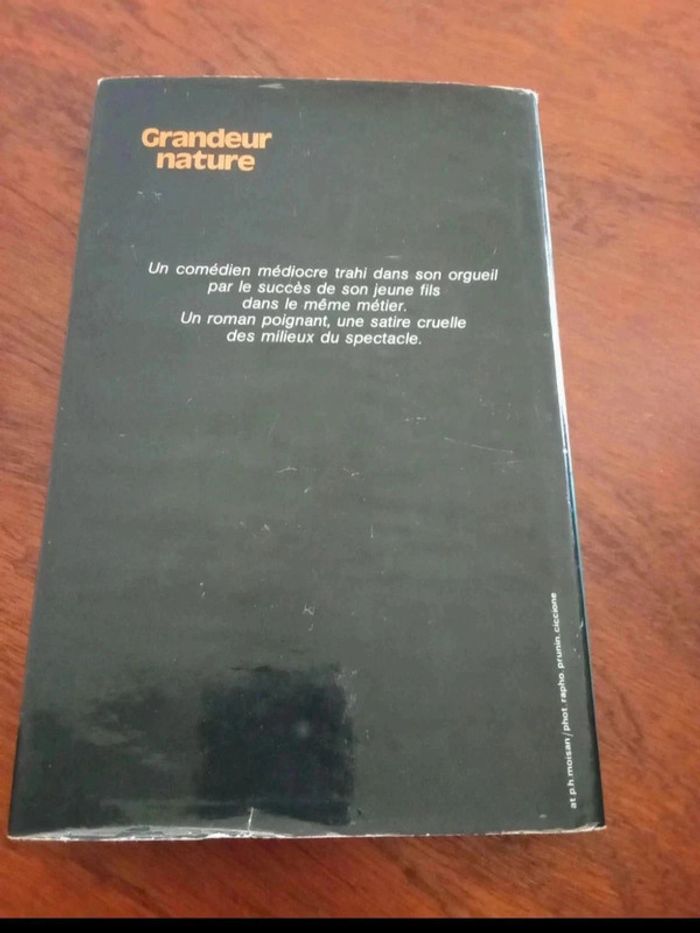 Grandeur
nature
Un comédien médiocre trahi dans son orgueil
par le succès de son jeune fils
dans le même métier.
Un roman poignant, une satire cruelle
des milieux du spectacle.
at p.h.moisan/phot.rapho.prunin.ciccione